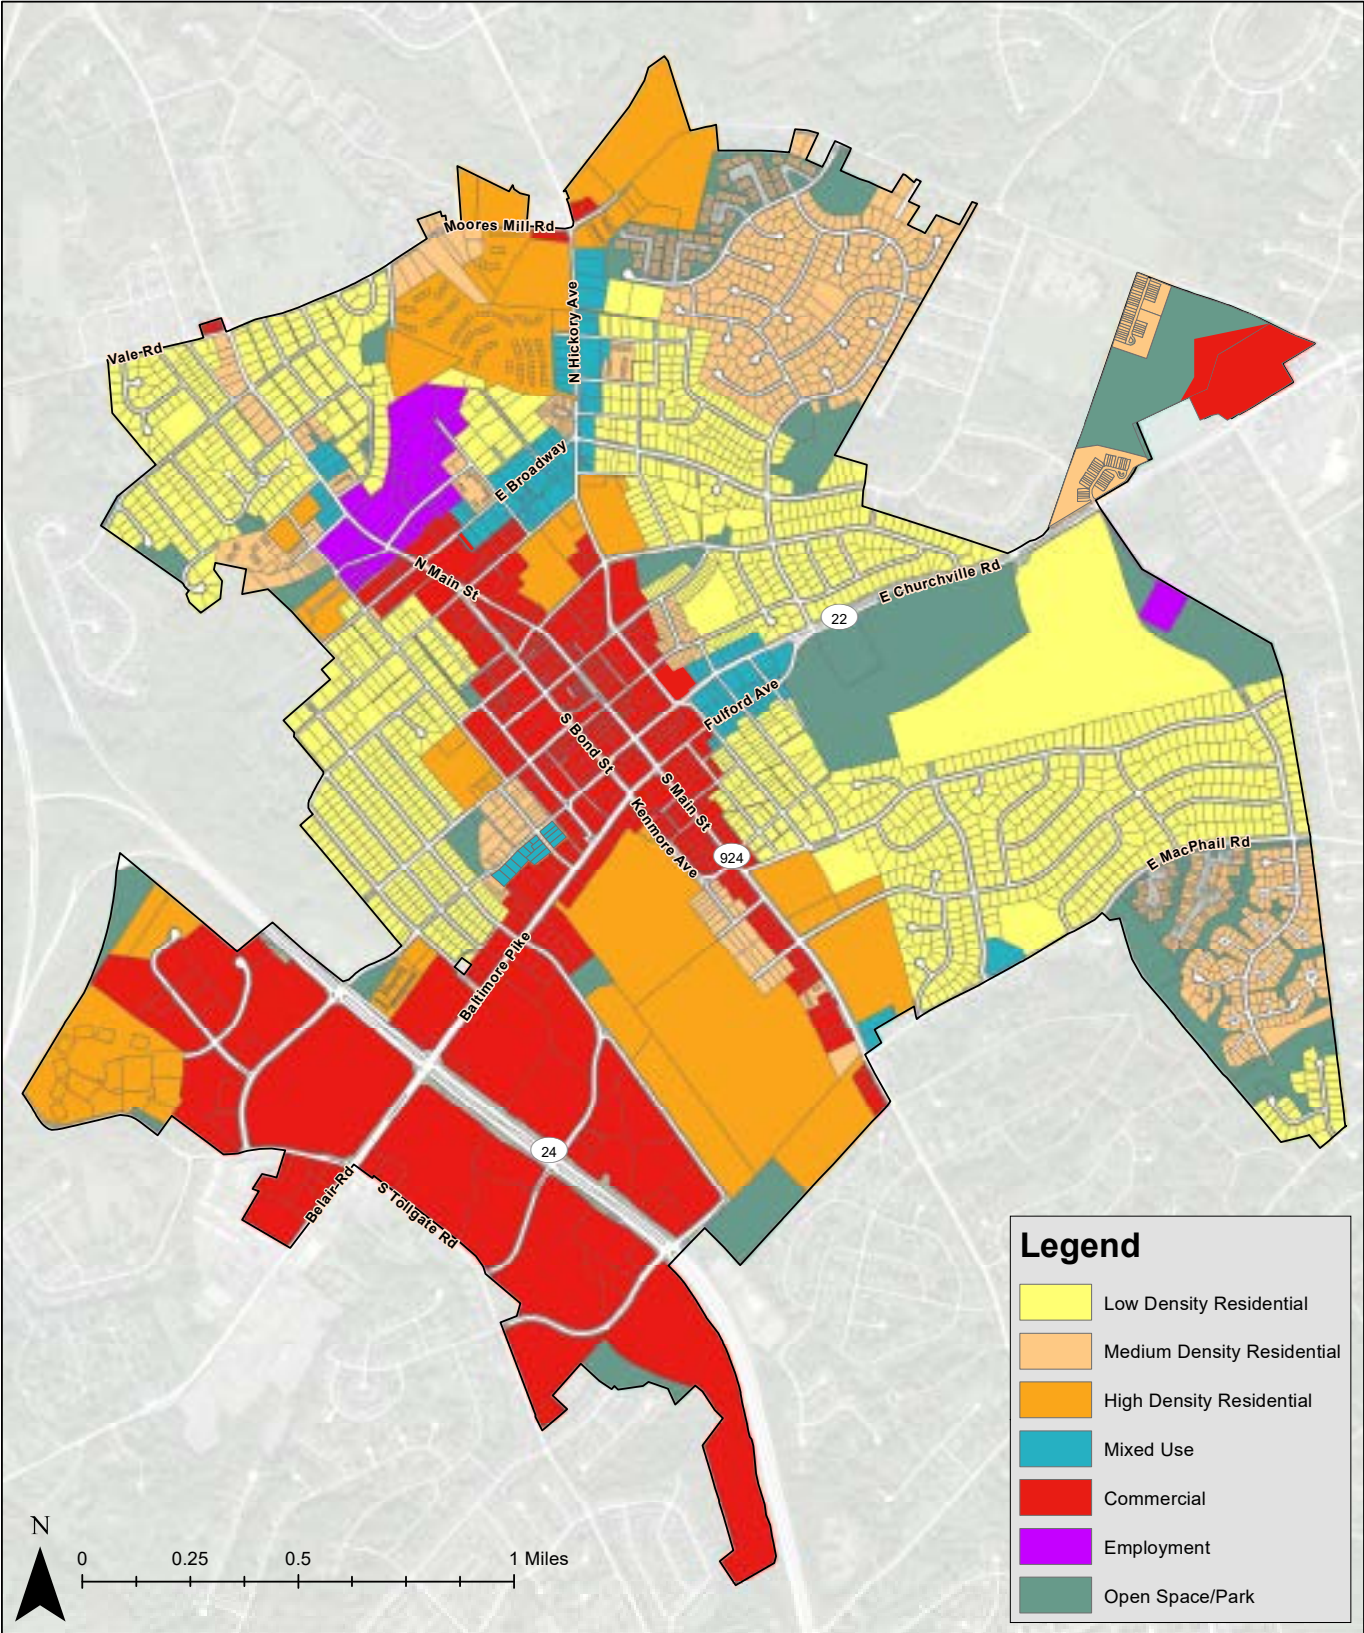 Moores Mill Rd
N Hickory Ave
Vale Rd
E Broadway
N Main St
E Churchville Rd
22
Fulford Ave
S Bond St
S Main St
Kenmore Ave
924
E MacPhail Rd
Baltimore Pike
24
Belair Rd
S Tollgate Rd
Legend
Low Density Residential
Medium Density Residential
High Density Residential
Mixed Use
Commercial
Employment
Open Space/Park
N
0 0.25 0.5 1 Miles